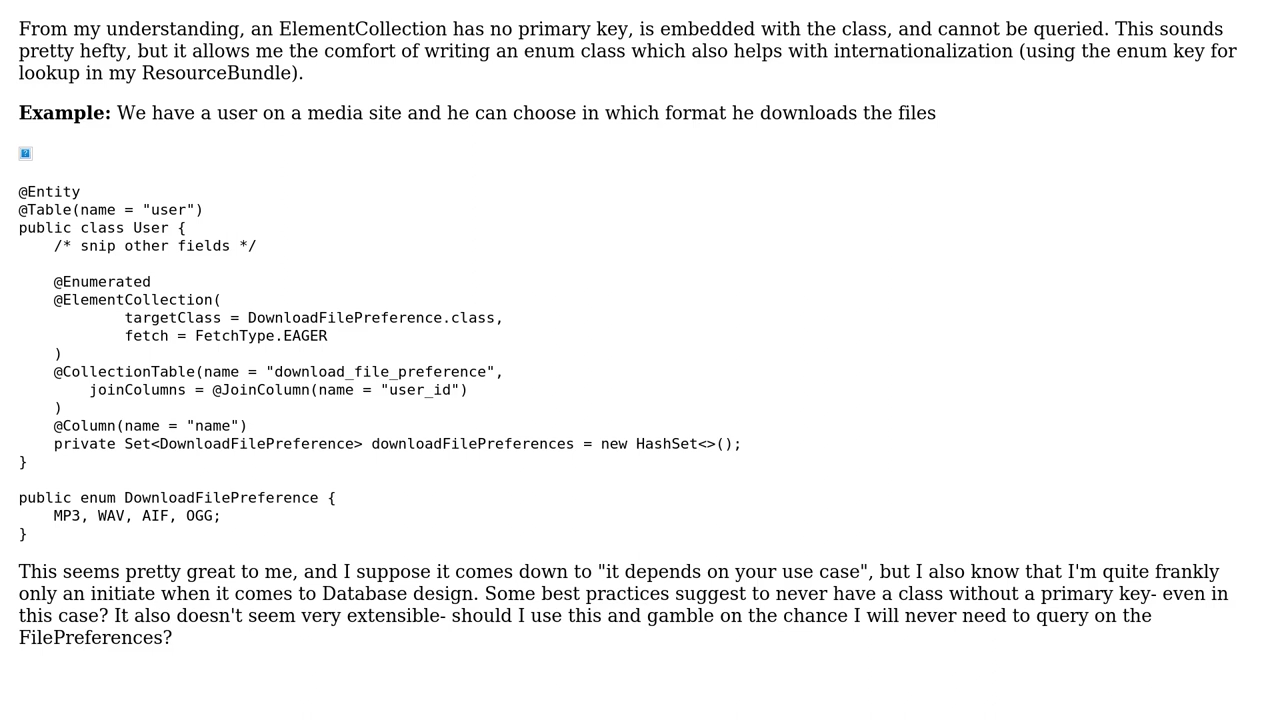 From my understanding, an ElementCollection has no primary key, is embedded with the class, and cannot be queried. This sounds
pretty hefty, but it allows me the comfort of writing an enum class which also helps with internationalization (using the enum key for
lookup in my ResourceBundle).
Example: We have a user on a media site and he can choose in which format he downloads the files
@Entity
@Table(name = "user")
public class User {
    /* snip other fields */
    @Enumerated
    @ElementCollection(
            targetClass = DownloadFilePreference.class,
            fetch = FetchType.EAGER
    )
    @CollectionTable(name = "download_file_preference",
        joinColumns = @JoinColumn(name = "user_id")
    )
    @Column(name = "name")
    private Set<DownloadFilePreference> downloadFilePreferences = new HashSet<>();
}
public enum DownloadFilePreference {
    MP3, WAV, AIF, OGG;
}
This seems pretty great to me, and I suppose it comes down to "it depends on your use case", but I also know that I'm quite frankly
only an initiate when it comes to Database design. Some best practices suggest to never have a class without a primary key- even in
this case? It also doesn't seem very extensible- should I use this and gamble on the chance I will never need to query on the
FilePreferences?